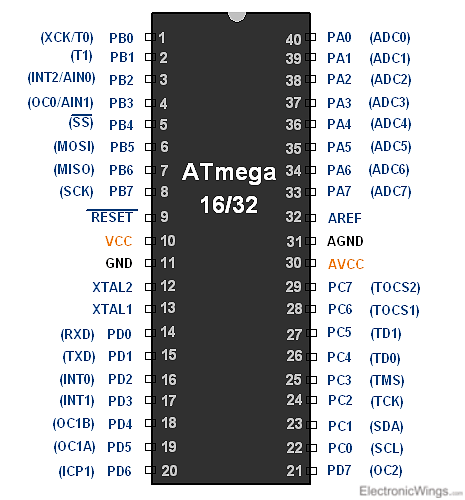 (XCK/T0) PB0 1 40 PA0 (ADC0)
(T1) PB1 2 39 PA1 (ADC1)
(INT2/AIN0) PB2 3 38 PA2 (ADC2)
(OC0/AIN1) PB3 4 37 PA3 (ADC3)
(SS) PB4 5 36 PA4 (ADC4)
(MOSI) PB5 6 35 PA5 (ADC5)
(MISO) PB6 7 34 PA6 (ADC6)
(SCK) PB7 8 33 PA7 (ADC7)
ATmega
16/32
RESET 9 32 AREF
VCC 10 31 AGND
GND 11 30 AVCC
XTAL2 12 29 PC7 (TOCS2)
XTAL1 13 28 PC6 (TOCS1)
(RXD) PD0 14 27 PC5 (TD1)
(TXD) PD1 15 26 PC4 (TD0)
(INT0) PD2 16 25 PC3 (TMS)
(INT1) PD3 17 24 PC2 (TCK)
(OC1B) PD4 18 23 PC1 (SDA)
(OC1A) PD5 19 22 PC0 (SCL)
(ICP1) PD6 20 21 PD7 (OC2)
ElectronicWings.com